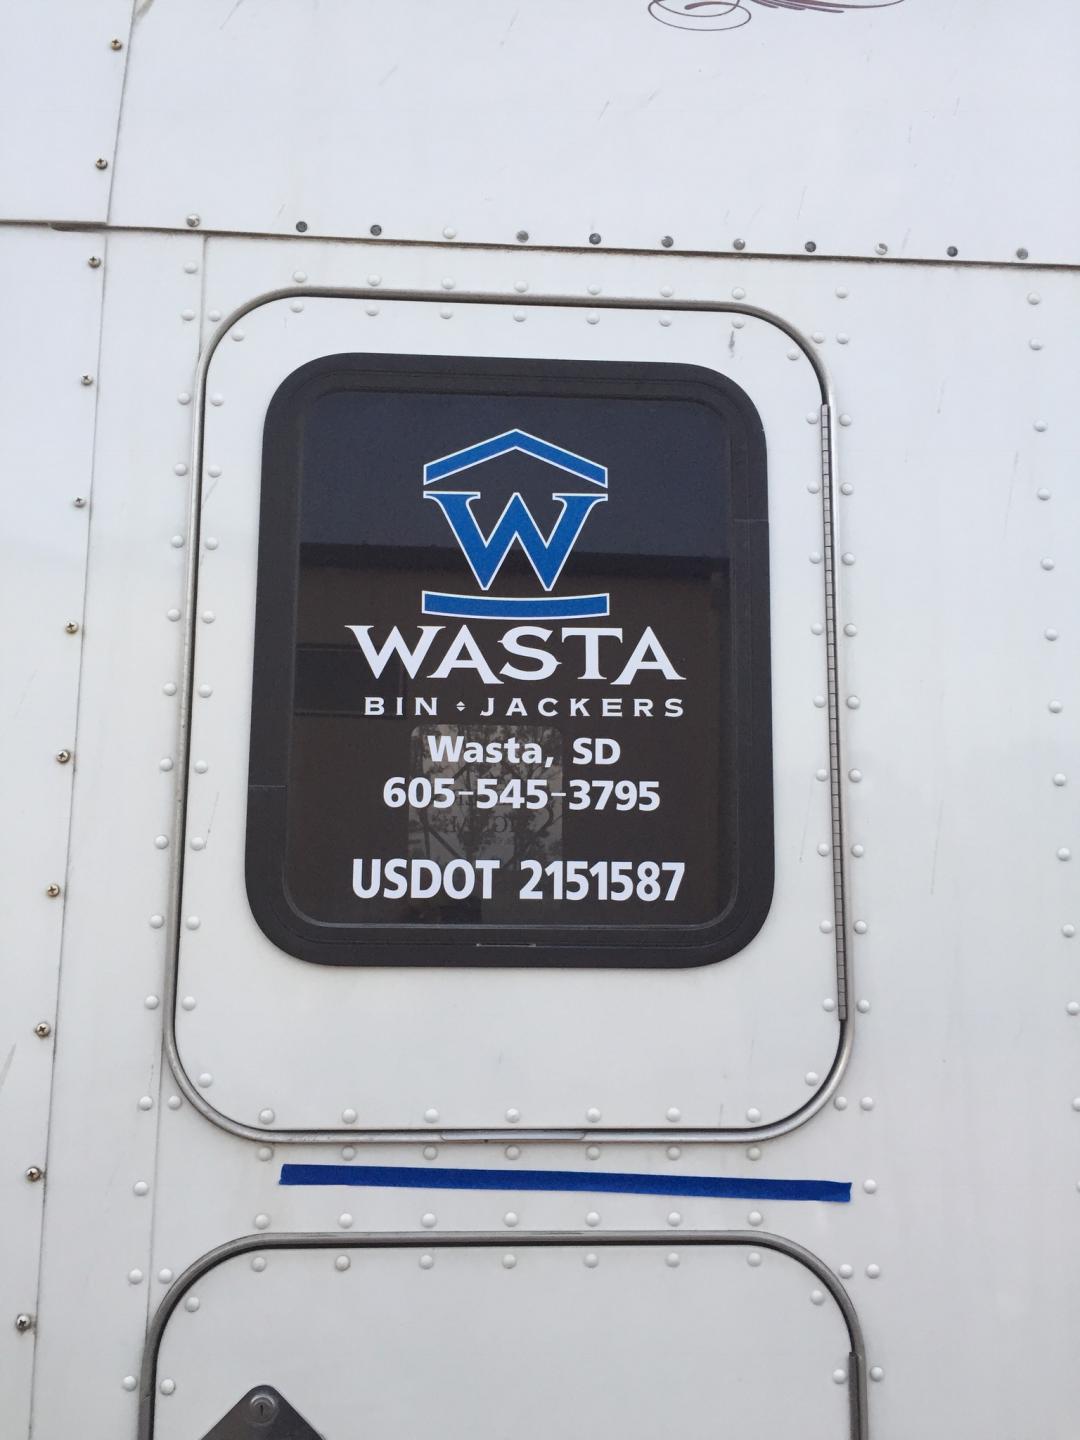 W
WASTA
BIN ÷ JACKERS
Wasta, SD
605-545-3795
USDOT 2151587